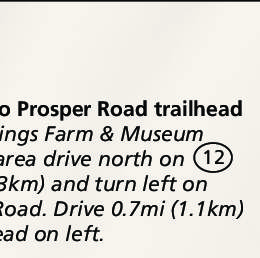 o Prosper Road trailhead
ings Farm & Museum
area drive north on 12
3km) and turn left on
Road. Drive 0.7mi (1.1km)
ead on left.